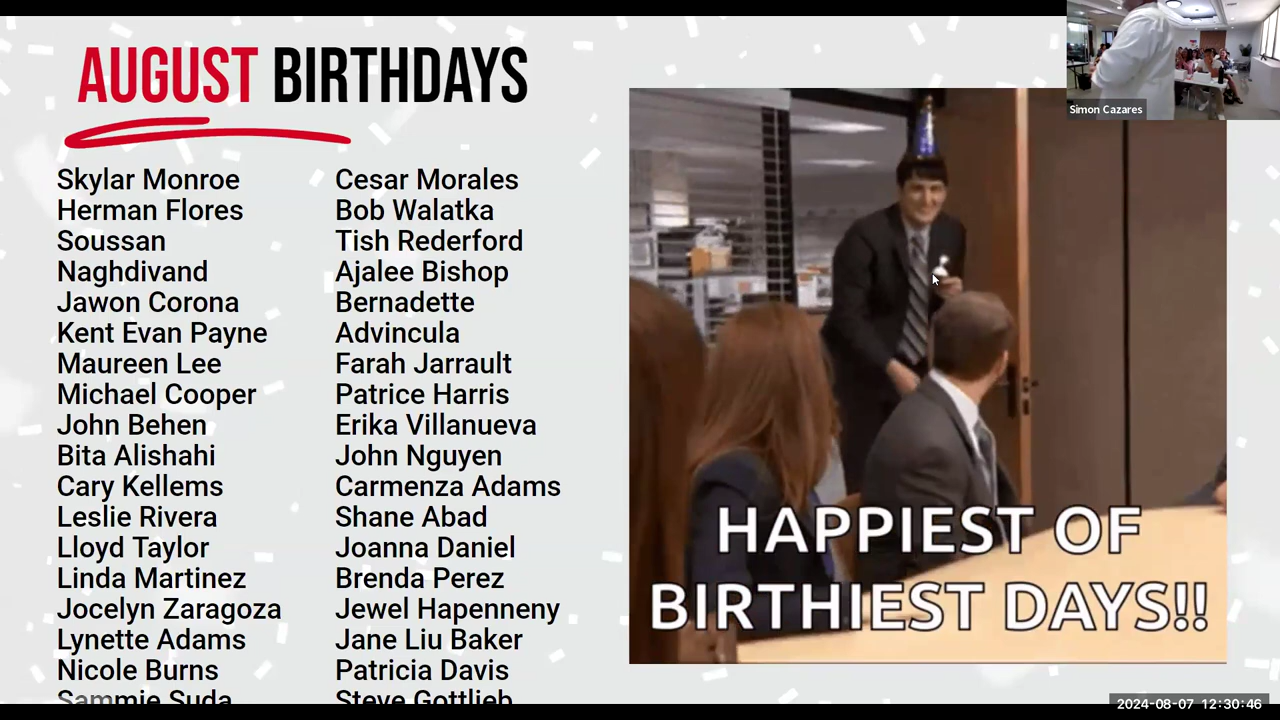 AUGUST BIRTHDAYS
Skylar Monroe
Herman Flores
Soussan
Naghdivand
Jawon Corona
Kent Evan Payne
Maureen Lee
Michael Cooper
John Behen
Bita Alishahi
Cary Kellems
Leslie Rivera
Lloyd Taylor
Linda Martinez
Jocelyn Zaragoza
Lynette Adams
Nicole Burns
Sammie Suda
Cesar Morales
Bob Walatka
Tish Rederford
Ajalee Bishop
Bernadette
Advincula
Farah Jarrault
Patrice Harris
Erika Villanueva
John Nguyen
Carmenza Adams
Shane Abad
Joanna Daniel
Brenda Perez
Jewel Hapenneny
Jane Liu Baker
Patricia Davis
Steve Gottlieb
HAPPIEST OF
BIRTHIEST DAYS!!
Simon Cazares
2024-08-07 12:30:46